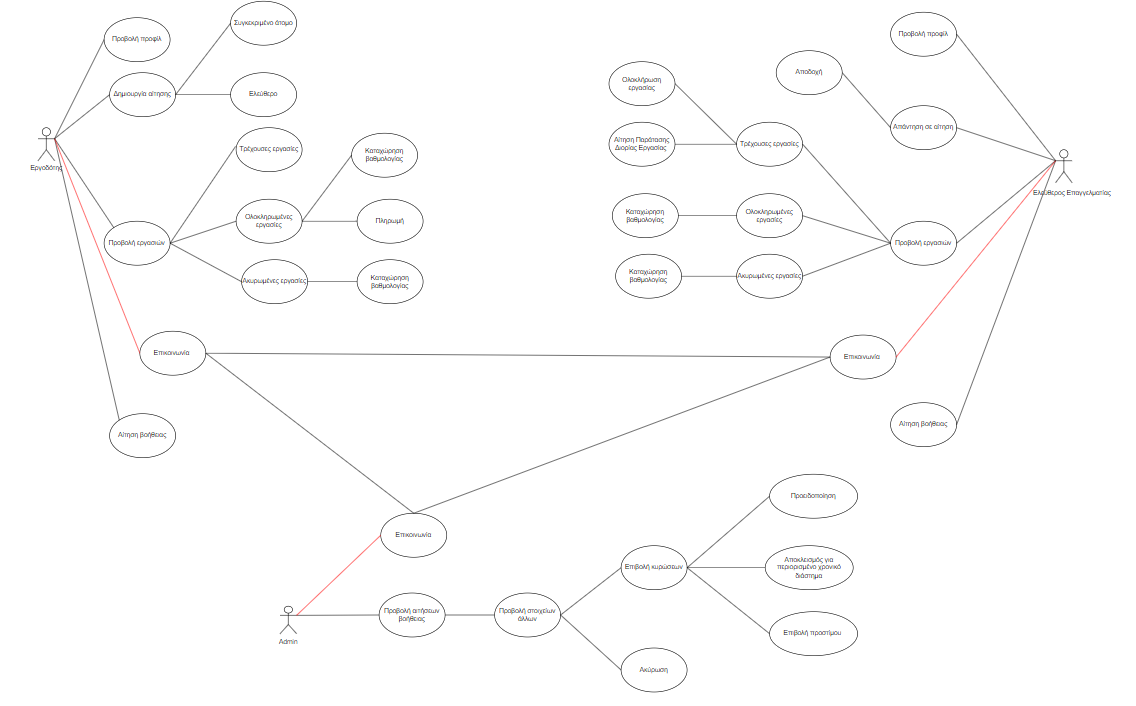 Συγκεκριμένο άτομο
Προβολή προφίλ
Δημιουργία αίτησης
Ελεύθερο
Εργοδότης
Τρέχουσες εργασίες
Καταχώρηση
βαθμολογίας
Ολοκληρωμένες
εργασίες
Πληρωμή
Προβολή εργασιών
Ακυρωμένες εργασίες
Καταχώρηση
βαθμολογίας
Επικοινωνία
Αίτηση βοήθειας
Προβολή προφίλ
Αποδοχή
Ολοκλήρωση
εργασίας
Απάντηση σε αίτηση
Αίτηση Παράτασης
Διορίας Εργασίας
Τρέχουσες εργασίες
Ελεύθερος Επαγγελματίας
Καταχώρηση
βαθμολογίας
Ολοκληρωμένες
εργασίες
Προβολή εργασιών
Καταχώρηση
βαθμολογίας
Ακυρωμένες εργασίες
Επικοινωνία
Αίτηση βοήθειας
Επικοινωνία
Admin
Προβολή αιτήσεων
βοήθειας
Προβολή στοιχείων
άλλων
Επιβολή κυρώσεων
Προειδοποίηση
Αποκλεισμός για
περιορισμένο χρονικό
διάστημα
Επιβολή προστίμου
Ακύρωση